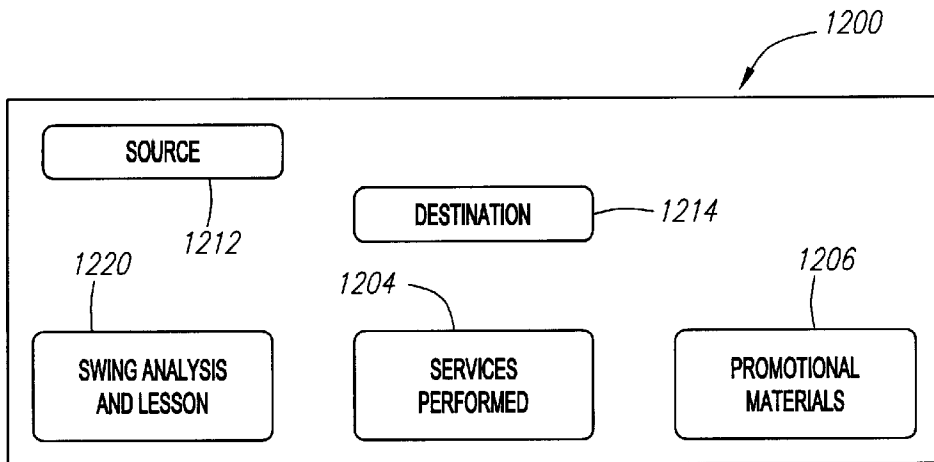 1200
SOURCE
DESTINATION
1214
1212
1220
1204
1206
SWING ANALYSIS
AND LESSON
SERVICES
PERFORMED
PROMOTIONAL
MATERIALS